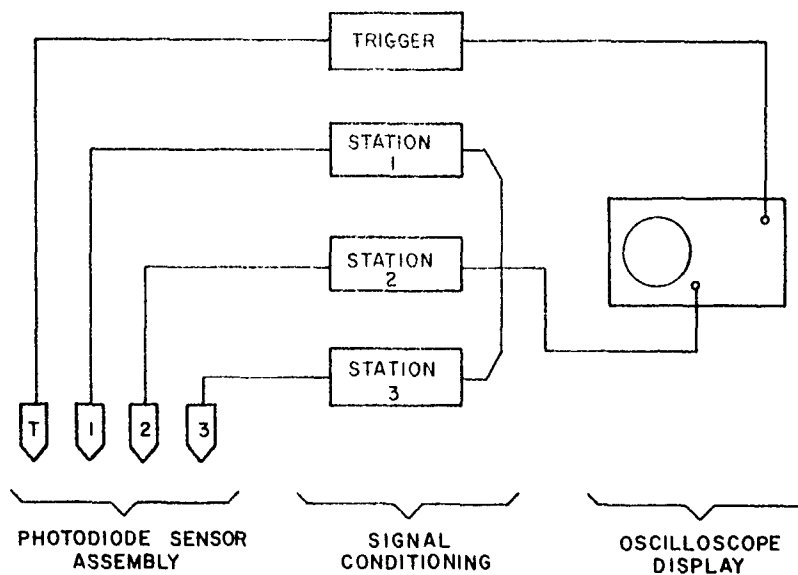 TRIGGER
STATION
1
STATION
2
STATION
3
T
1
2
3
PHOTODIODE SENSOR
ASSEMBLY
SIGNAL
CONDITIONING
OSCILLOSCOPE
DISPLAY